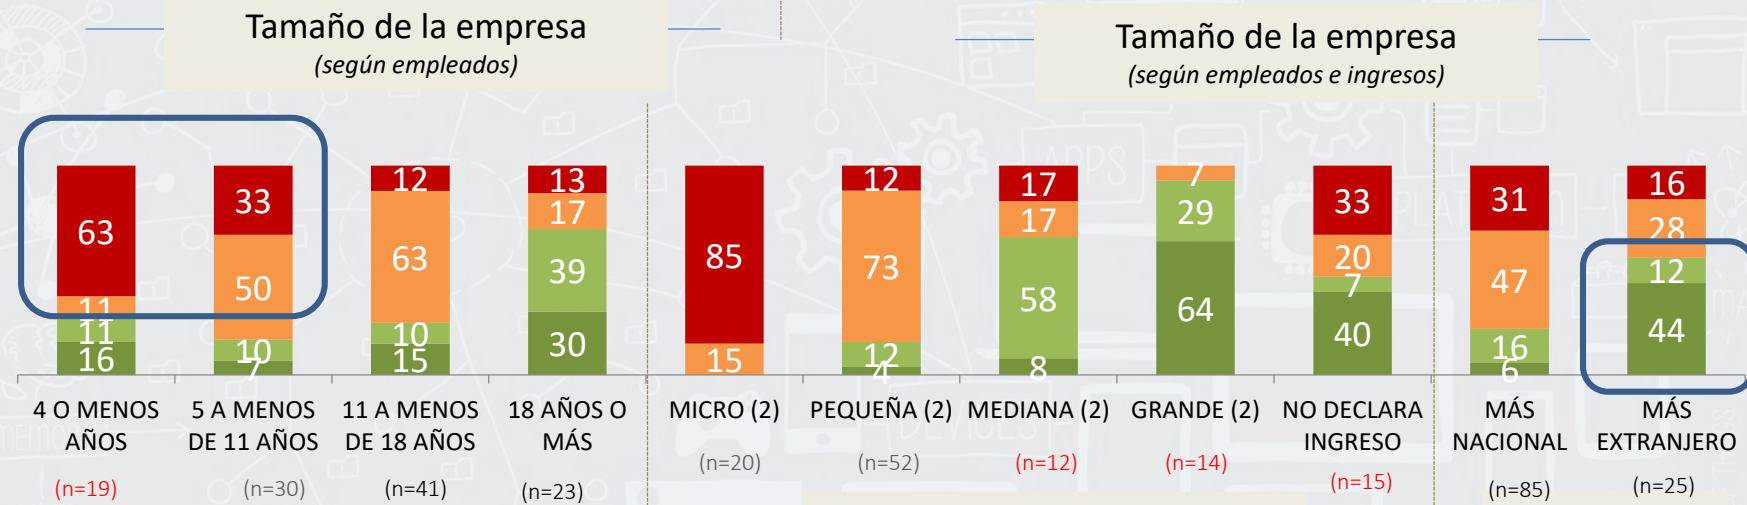 Tamaño de la empresa
(según empleados)
Tamaño de la empresa
(según empleados e ingresos)
63
11
11
16
33
50
10
7
12
63
10
15
13
17
39
30
85
15
12
73
12
4
17
17
58
8
7
29
64
33
20
7
40
31
47
16
6
16
28
12
44
4 O MENOS
AÑOS
(n=19)
5 A MENOS
DE 11 AÑOS
(n=30)
11 A MENOS
DE 18 AÑOS
(n=41)
18 AÑOS O
MÁS
(n=23)
MICRO (2)
(n=20)
PEQUEÑA (2)
(n=52)
MEDIANA (2)
(n=12)
GRANDE (2)
(n=14)
NO DECLARA
INGRESO
(n=15)
MÁS
NACIONAL
(n=85)
MÁS
EXTRANJERO
(n=25)
APPS
DEVICES